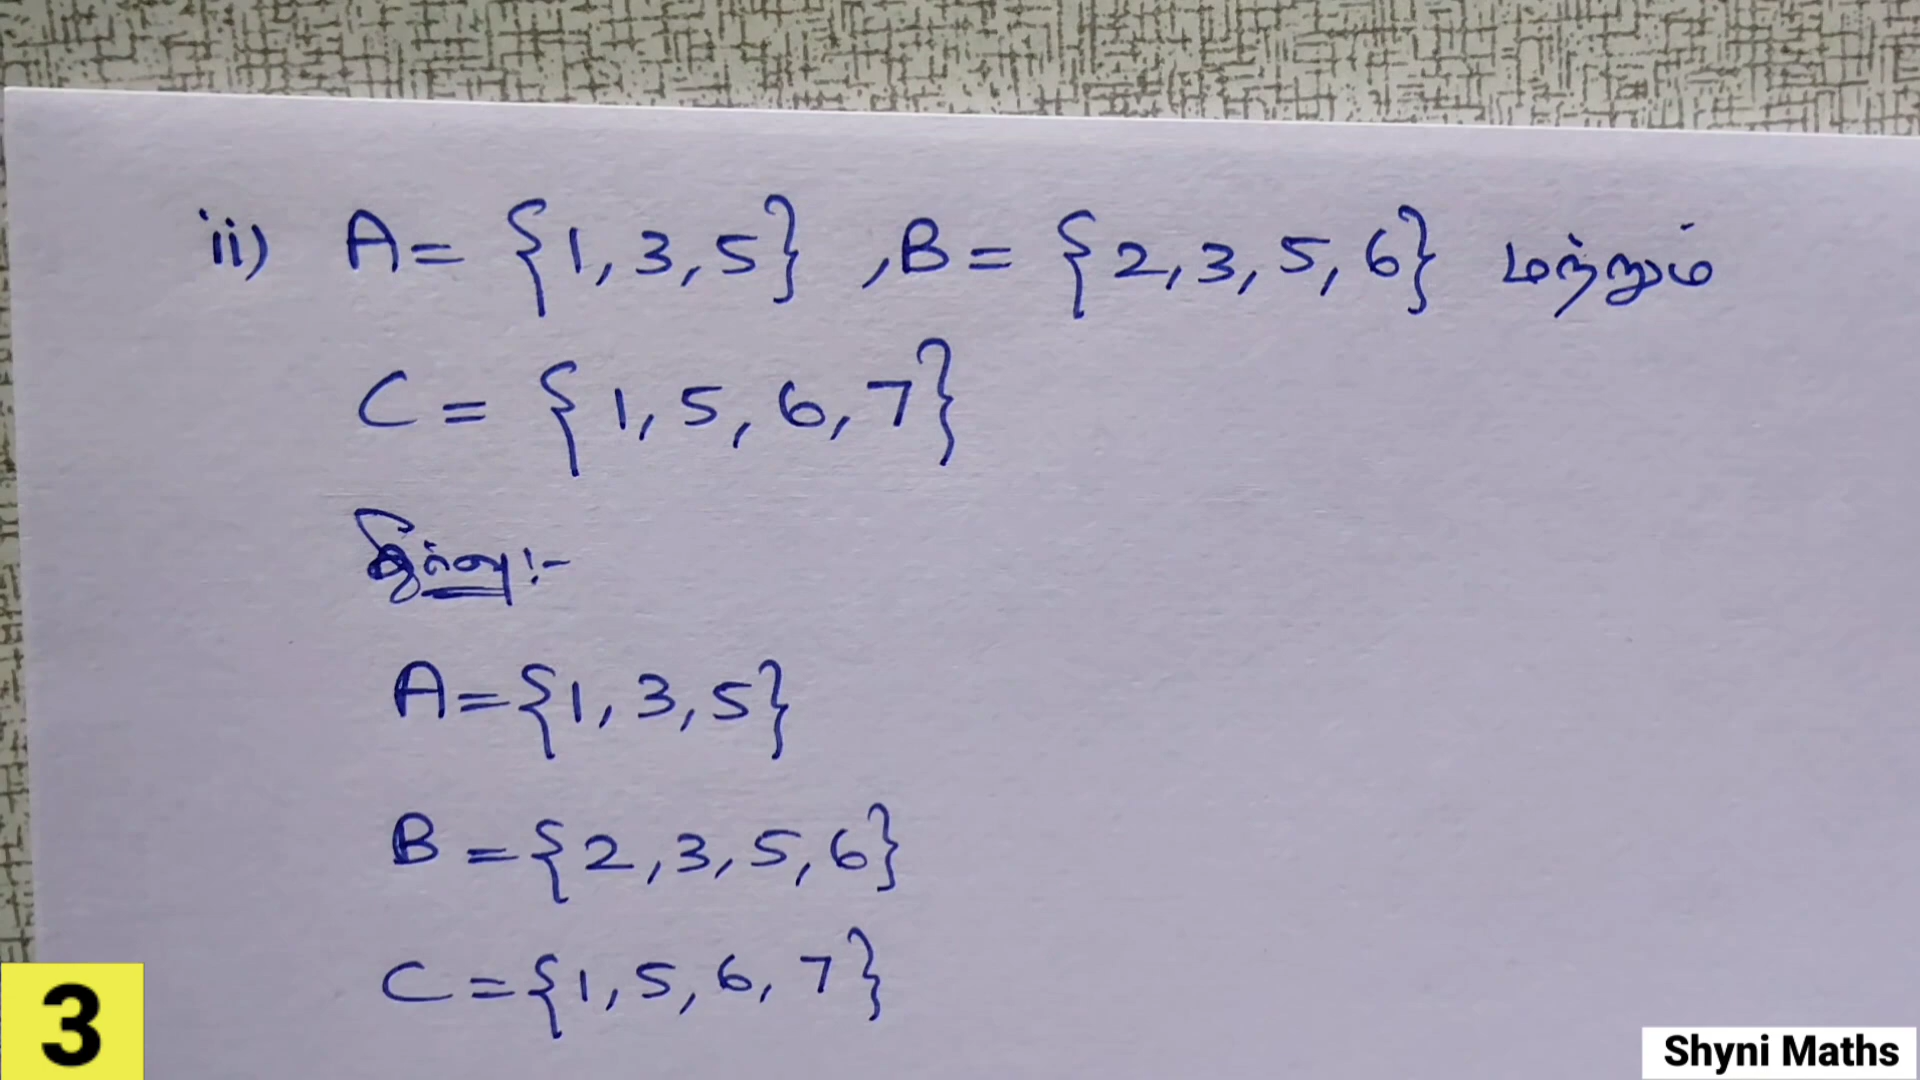 ii) A = {1, 3, 5} , B = {2, 3, 5, 6} மற்றும்
C = {1, 5, 6, 7}
தீர்வு:-
A = {1, 3, 5}
B = {2, 3, 5, 6}
C = {1, 5, 6, 7}
3
Shyni Maths